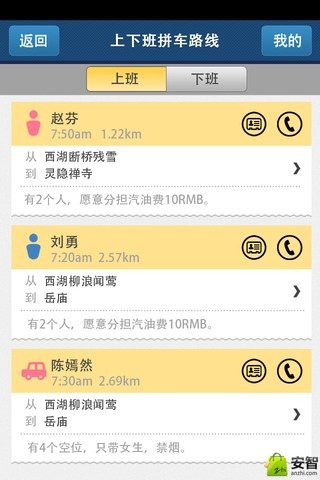 返回 上下班拼车路线 我的
上班 下班
赵芬
7:50am 1.22km
从 西湖断桥残雪
到 灵隐禅寺
有2个人，愿意分担汽油费10RMB。
刘勇
7:20am 2.57km
从 西湖柳浪闻莺
到 岳庙
有2个人，愿意分担汽油费10RMB。
陈嫣然
7:30am 2.69km
从 西湖柳浪闻莺
到 岳庙
有4个空位，只带女生，禁烟。
安智
anzhi.com